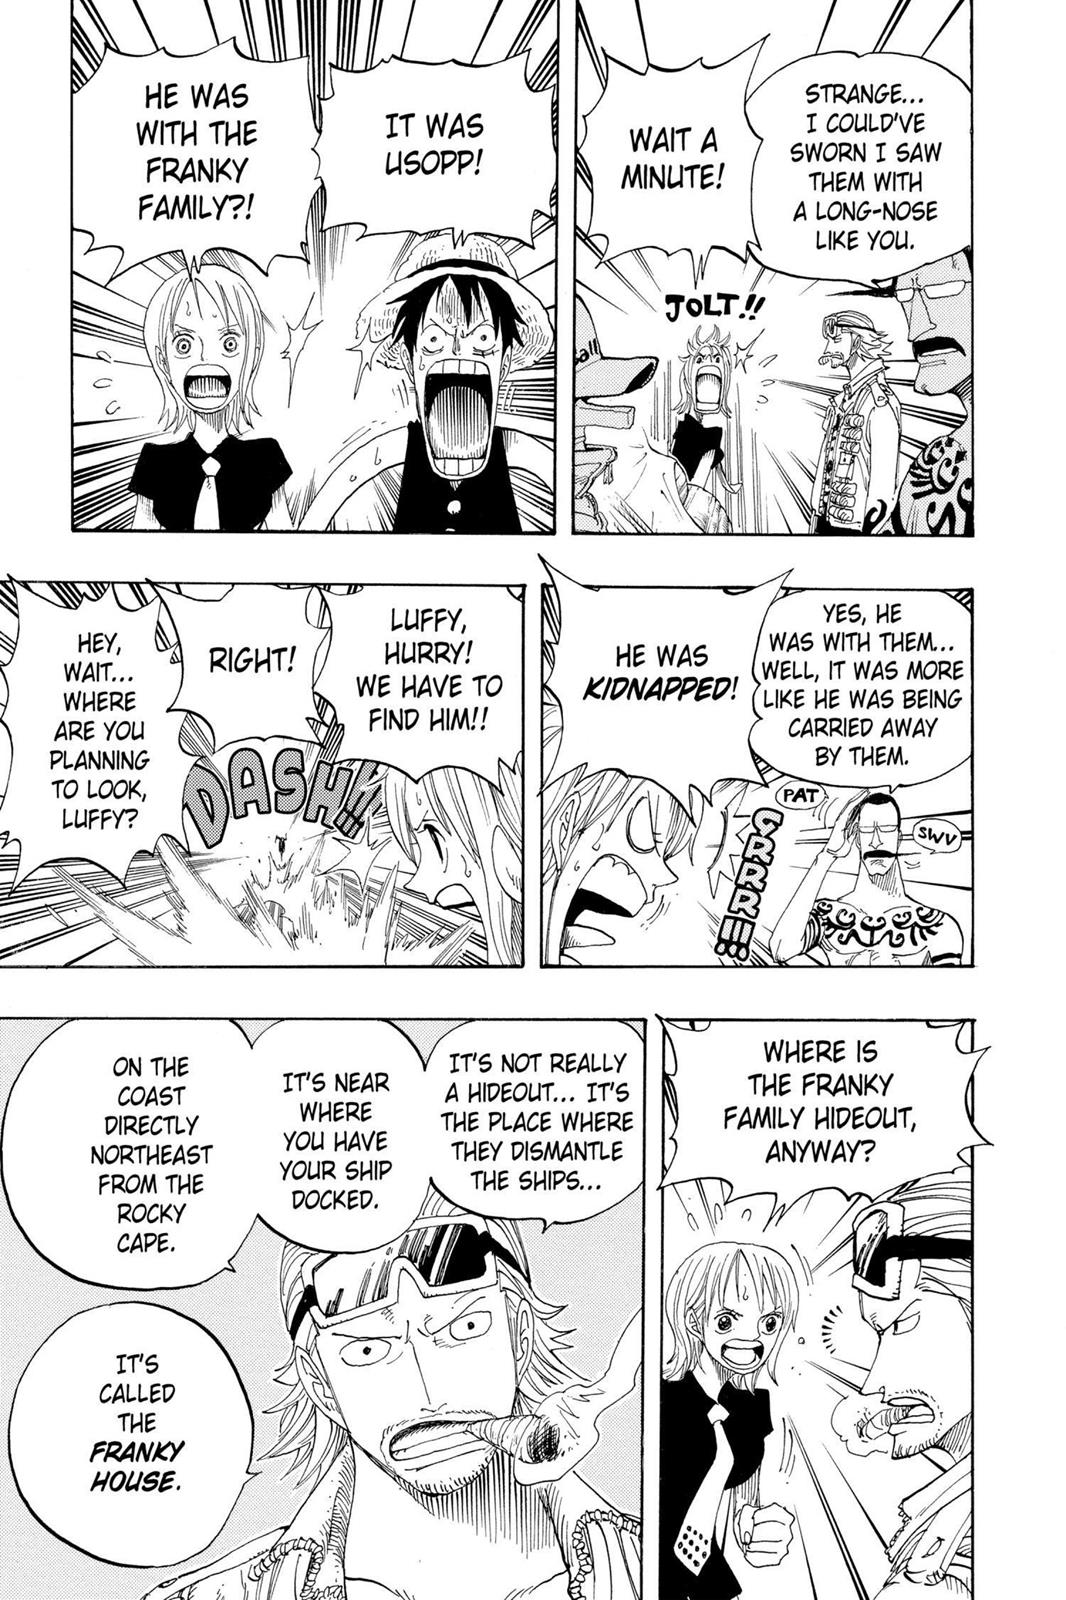 STRANGE...
I COULD'VE
SWORN I SAW
THEM WITH
A LONG-NOSE
LIKE YOU.
WAIT A
MINUTE!
JOLT!!
all
IT WAS
USOPP!
HE WAS
WITH THE
FRANKY
FAMILY?!
YES, HE
WAS WITH THEM...
WELL, IT WAS MORE
LIKE HE WAS BEING
CARRIED AWAY
BY THEM.
PAT
SWV
GRRR!!!
HE WAS
KIDNAPPED!
LUFFY,
HURRY!
WE HAVE TO
FIND HIM!!
RIGHT!
DASH!!
HEY,
WAIT...
WHERE
ARE YOU
PLANNING
TO LOOK,
LUFFY?
WHERE IS
THE FRANKY
FAMILY HIDEOUT,
ANYWAY?
IT'S NOT REALLY
A HIDEOUT... IT'S
THE PLACE WHERE
THEY DISMANTLE
THE SHIPS...
IT'S NEAR
WHERE
YOU HAVE
YOUR SHIP
DOCKED.
ON THE
COAST
DIRECTLY
NORTHEAST
FROM THE
ROCKY
CAPE.
IT'S
CALLED
THE
FRANKY
HOUSE.